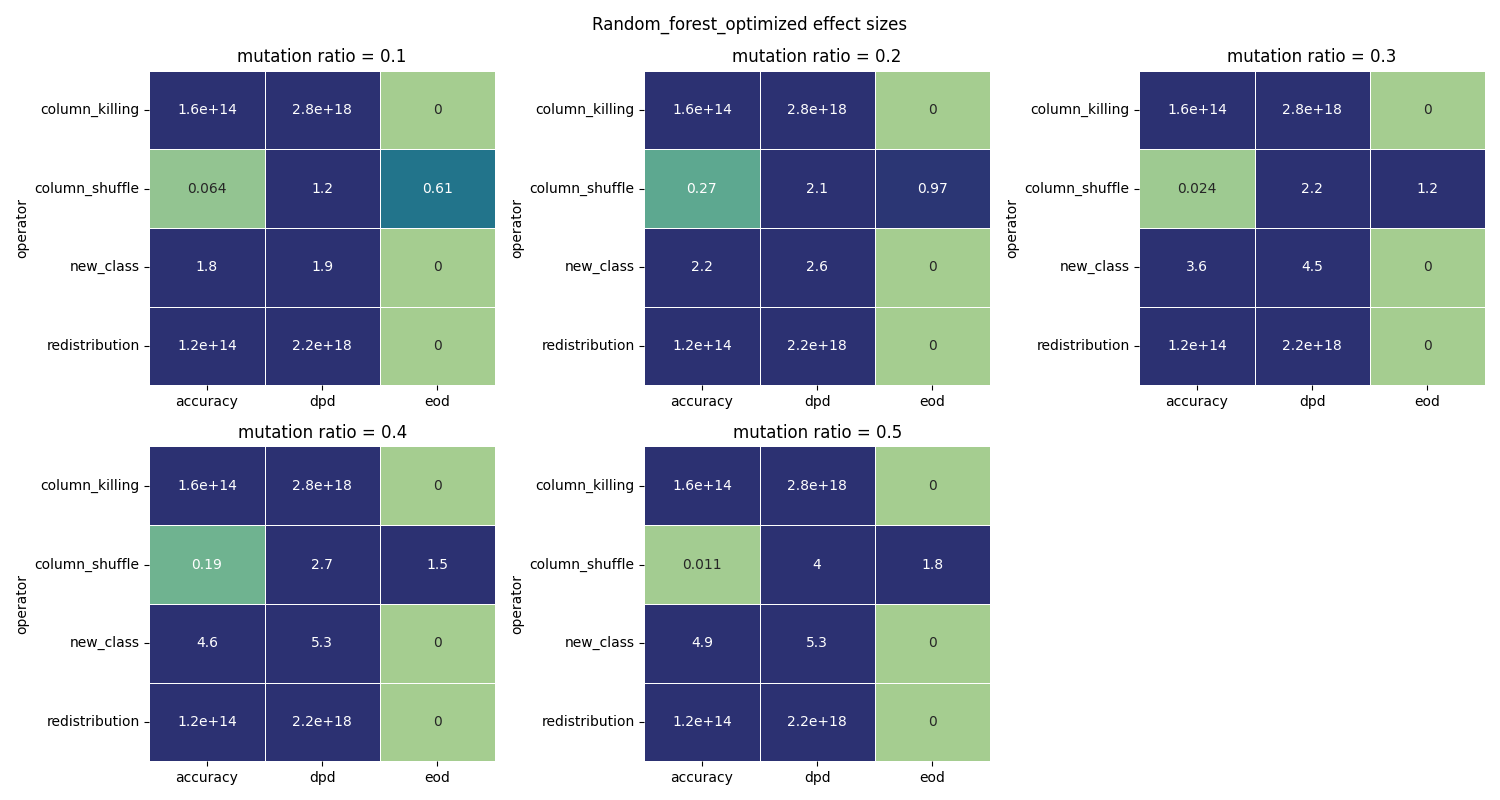 Random_forest_optimized effect sizes
mutation ratio = 0.1
operator
column_killing 1.6e+14 2.8e+18 0
column_shuffle 0.064 1.2 0.61
new_class 1.8 1.9 0
redistribution 1.2e+14 2.2e+18 0
accuracy dpd eod
mutation ratio = 0.2
operator
column_killing 1.6e+14 2.8e+18 0
column_shuffle 0.27 2.1 0.97
new_class 2.2 2.6 0
redistribution 1.2e+14 2.2e+18 0
accuracy dpd eod
mutation ratio = 0.3
operator
column_killing 1.6e+14 2.8e+18 0
column_shuffle 0.024 2.2 1.2
new_class 3.6 4.5 0
redistribution 1.2e+14 2.2e+18 0
accuracy dpd eod
mutation ratio = 0.4
operator
column_killing 1.6e+14 2.8e+18 0
column_shuffle 0.19 2.7 1.5
new_class 4.6 5.3 0
redistribution 1.2e+14 2.2e+18 0
accuracy dpd eod
mutation ratio = 0.5
operator
column_killing 1.6e+14 2.8e+18 0
column_shuffle 0.011 4 1.8
new_class 4.9 5.3 0
redistribution 1.2e+14 2.2e+18 0
accuracy dpd eod